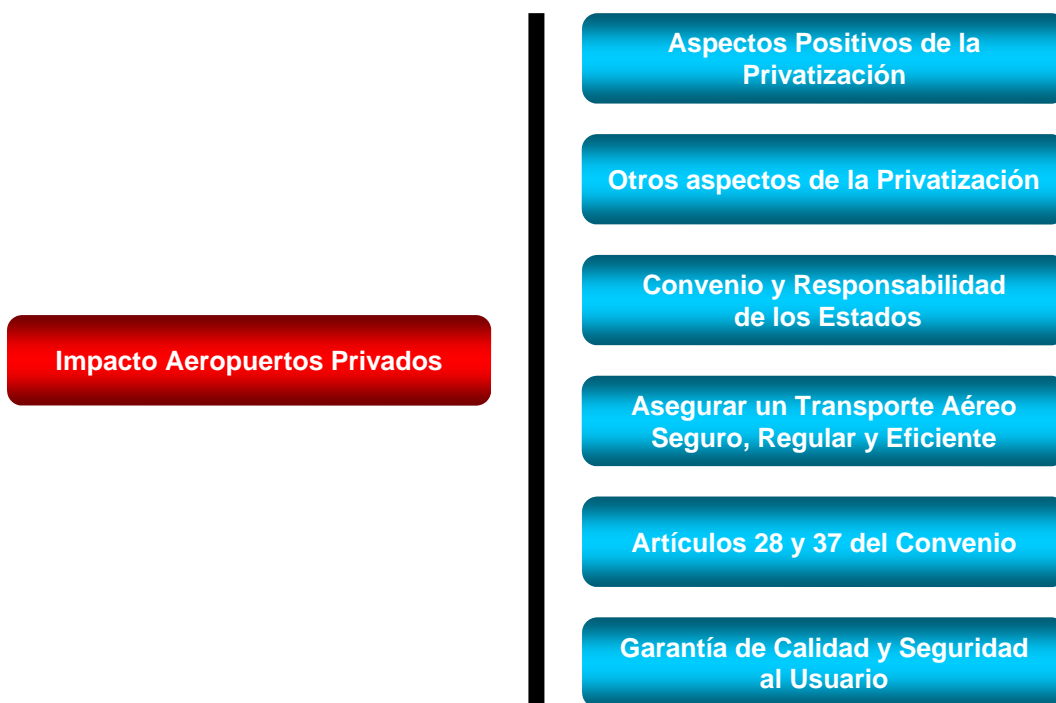 Impacto Aeropuertos Privados
Aspectos Positivos de la
Privatización
Otros aspectos de la Privatización
Convenio y Responsabilidad
de los Estados
Asegurar un Transporte Aéreo
Seguro, Regular y Eficiente
Artículos 28 y 37 del Convenio
Garantía de Calidad y Seguridad
al Usuario